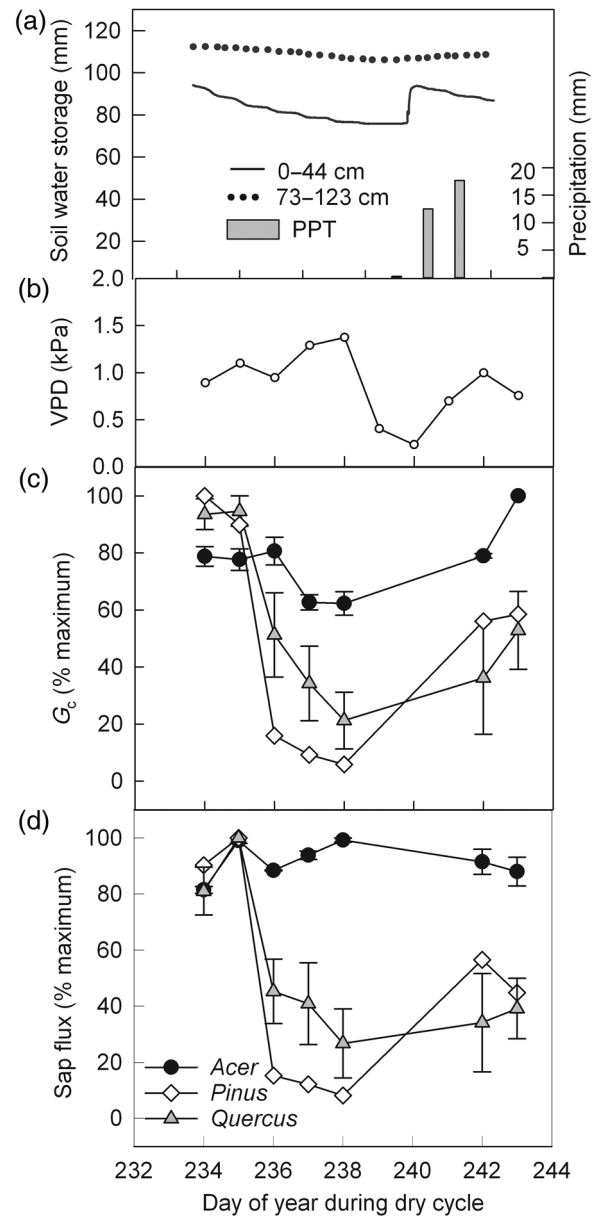 (a)
120
100
80
60
40
20
Soil water storage (mm)
0–44 cm
73–123 cm
PPT
20
15
10
5
Precipitation (mm)
(b)
2.0
1.5
1.0
0.5
0.0
VPD (kPa)
(c)
100
80
60
40
20
0
Gc (% maximum)
(d)
100
80
60
40
20
0
Sap flux (% maximum)
Acer
Pinus
Quercus
232 234 236 238 240 242 244
Day of year during dry cycle